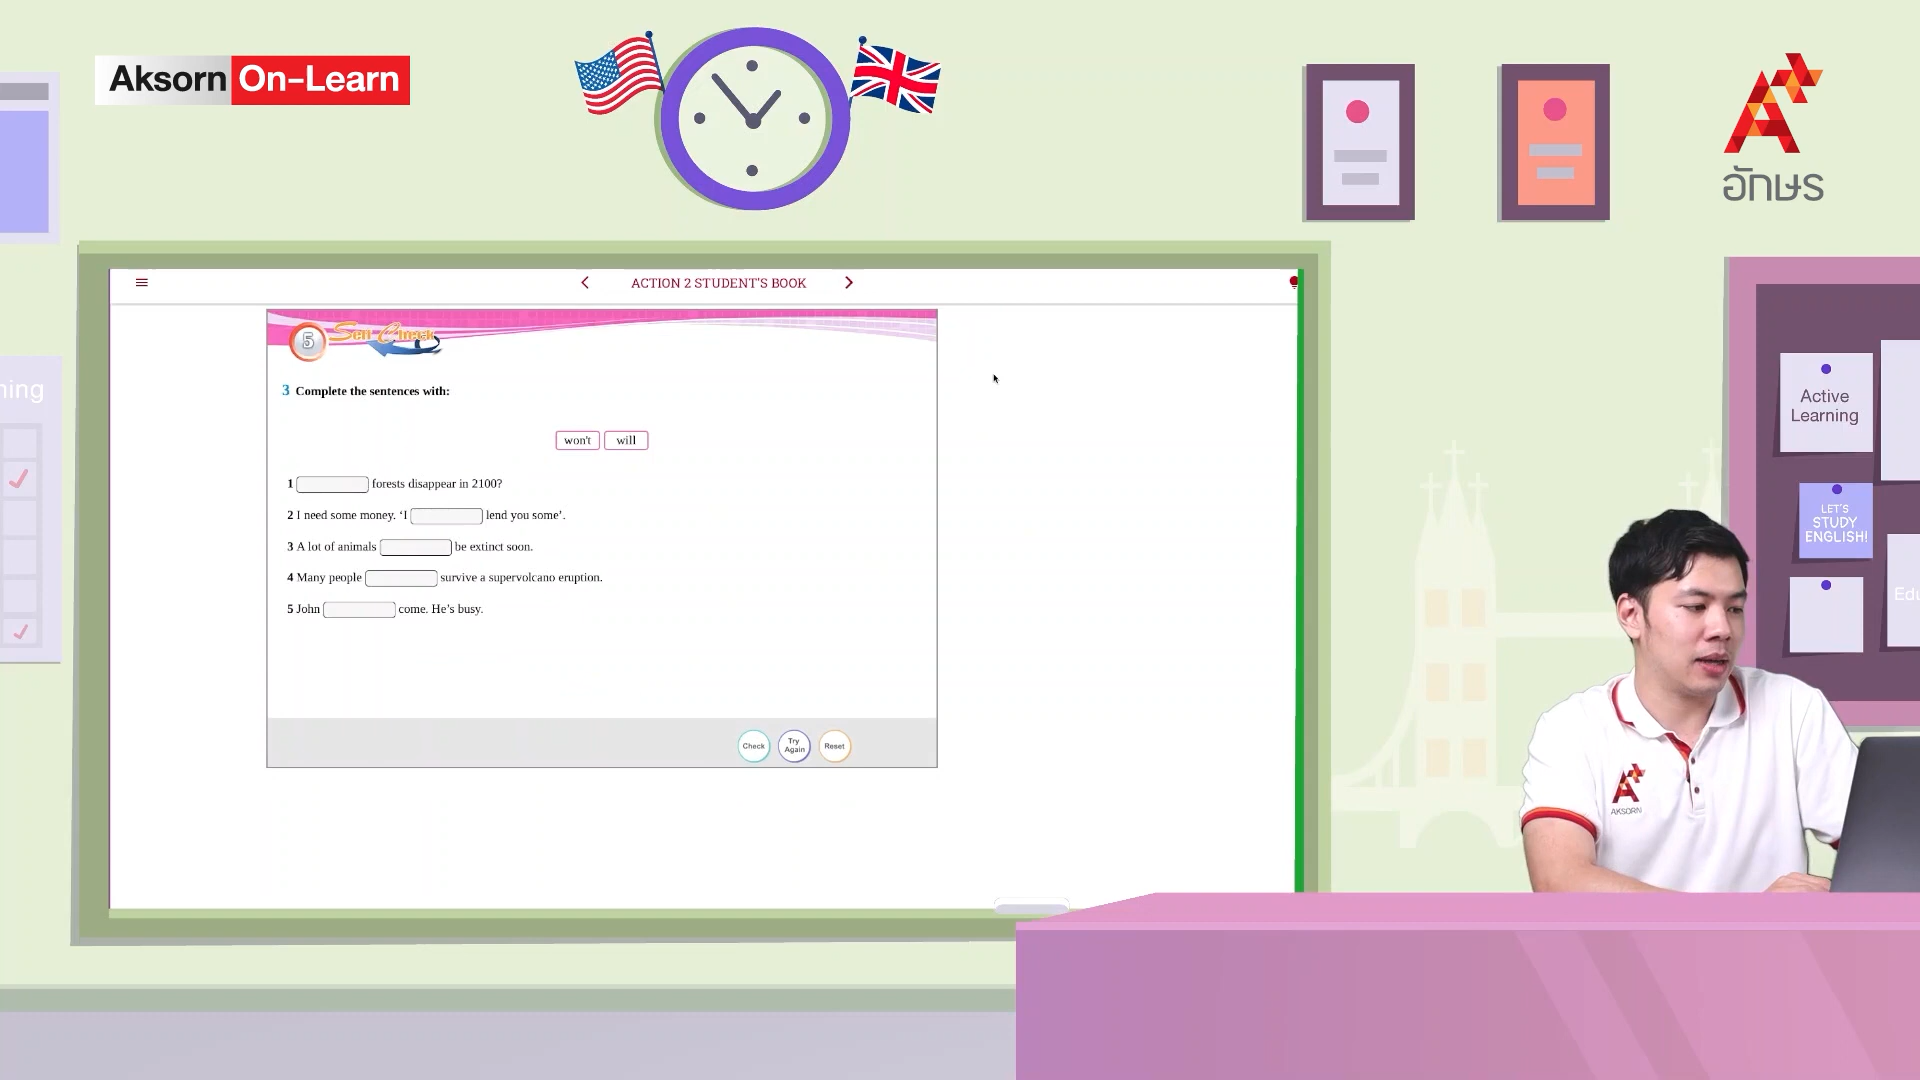 Aksorn On-Learn
อักษร
ning
ACTION 2 STUDENT'S BOOK
5
3 Complete the sentences with:
won't will
1 forests disappear in 2100?
2 I need some money. ‘I lend you some’.
3 A lot of animals be extinct soon.
4 Many people survive a supervolcano eruption.
5 John come. He’s busy.
Check
Try
Again
Reset
Active
Learning
LET'S
STUDY
ENGLISH!
Edu
AKSORN